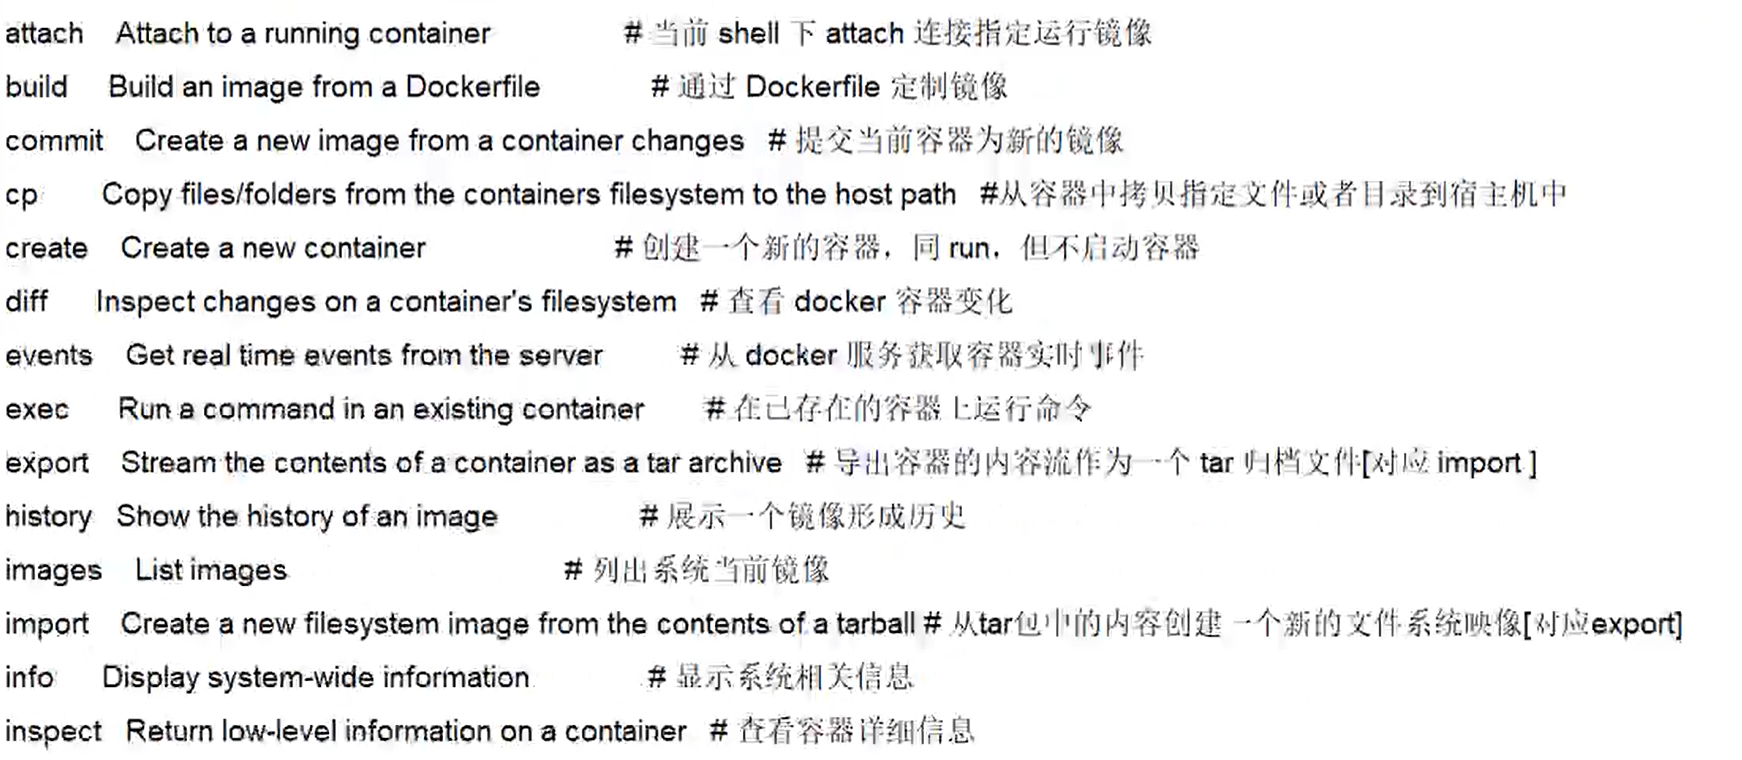 attach Attach to a running container # 当前 shell 下 attach 连接指定运行镜像
build Build an image from a Dockerfile # 通过 Dockerfile 定制镜像
commit Create a new image from a container changes # 提交当前容器为新的镜像
cp Copy files/folders from the containers filesystem to the host path #从容器中拷贝指定文件或者目录到宿主机中
create Create a new container # 创建一个新的容器，同 run，但不启动容器
diff Inspect changes on a container's filesystem # 查看 docker 容器变化
events Get real time events from the server # 从 docker 服务获取容器实时事件
exec Run a command in an existing container # 在已存在的容器上运行命令
export Stream the contents of a container as a tar archive # 导出容器的内容流作为一个 tar 归档文件[对应 import ]
history Show the history of an image # 展示一个镜像形成历史
images List images # 列出系统当前镜像
import Create a new filesystem image from the contents of a tarball # 从tar包中的内容创建一个新的文件系统映像[对应export]
info Display system-wide information # 显示系统相关信息
inspect Return low-level information on a container # 查看容器详细信息